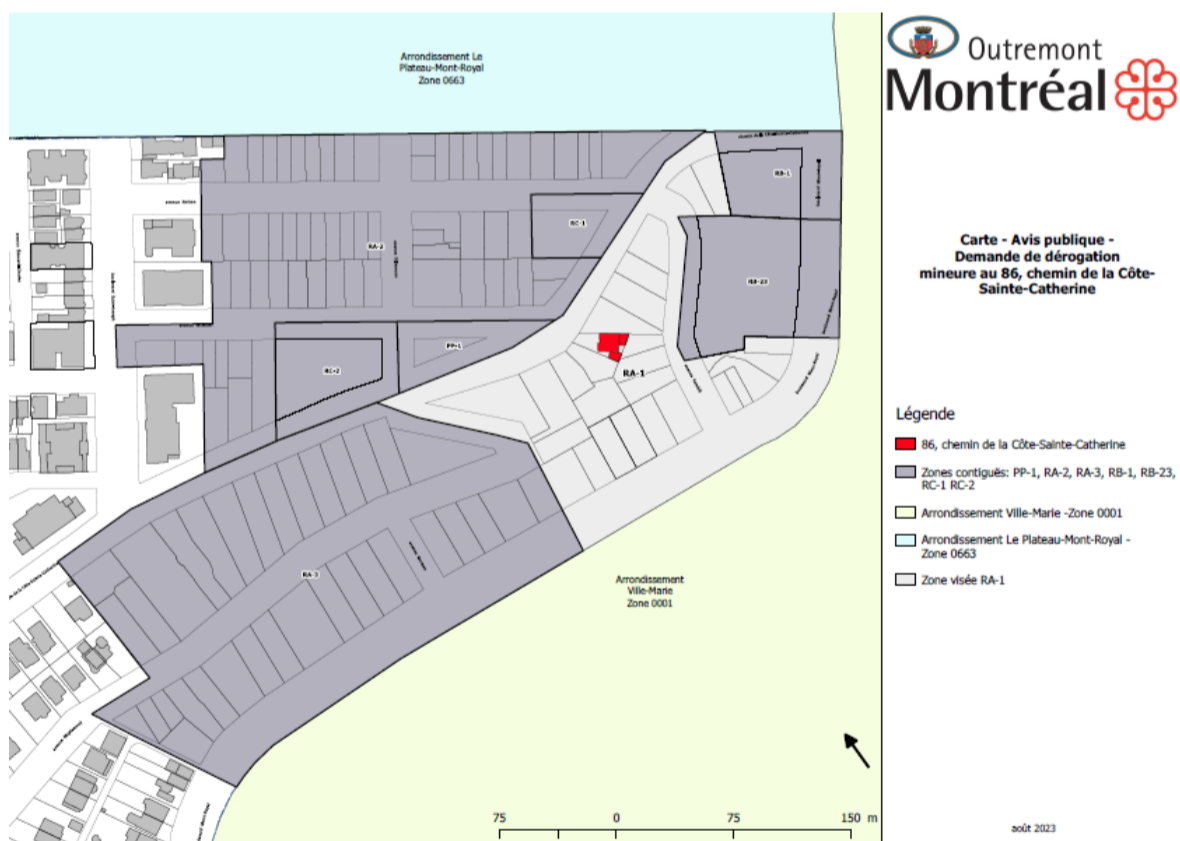 Arrondissement Le
Plateau-Mont-Royal
Zone 0663
Outremont
Montréal
Carte - Avis publique -
Demande de dérogation
mineure au 86, chemin de la Côte-
Sainte-Catherine
RB-1
RC-1
RA-2
RB-23
PP-1
RC-2
RA-1
RA-3
Arrondissement
Ville-Marie
Zone 0001
Légende
86, chemin de la Côte-Sainte-Catherine
Zones contiguës: PP-1, RA-2, RA-3, RB-1, RB-23,
RC-1 RC-2
Arrondissement Ville-Marie -Zone 0001
Arrondissement Le Plateau-Mont-Royal -
Zone 0663
Zone visée RA-1
75 0 75 150 m
août 2023